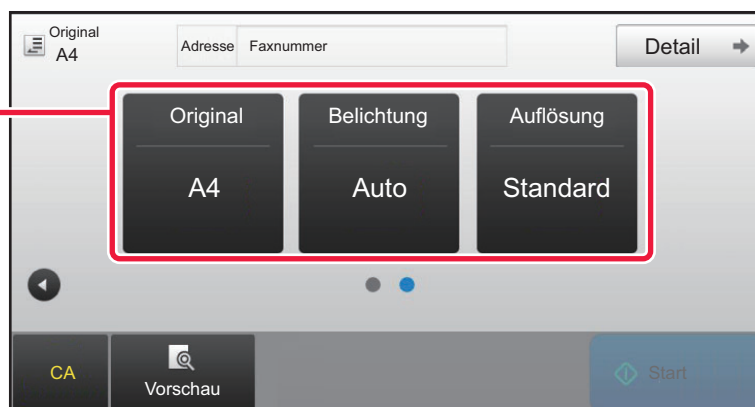 Original
A4
Adresse Faxnummer
Detail
Original Belichtung Auflösung
A4 Auto Standard
CA
Vorschau
Start